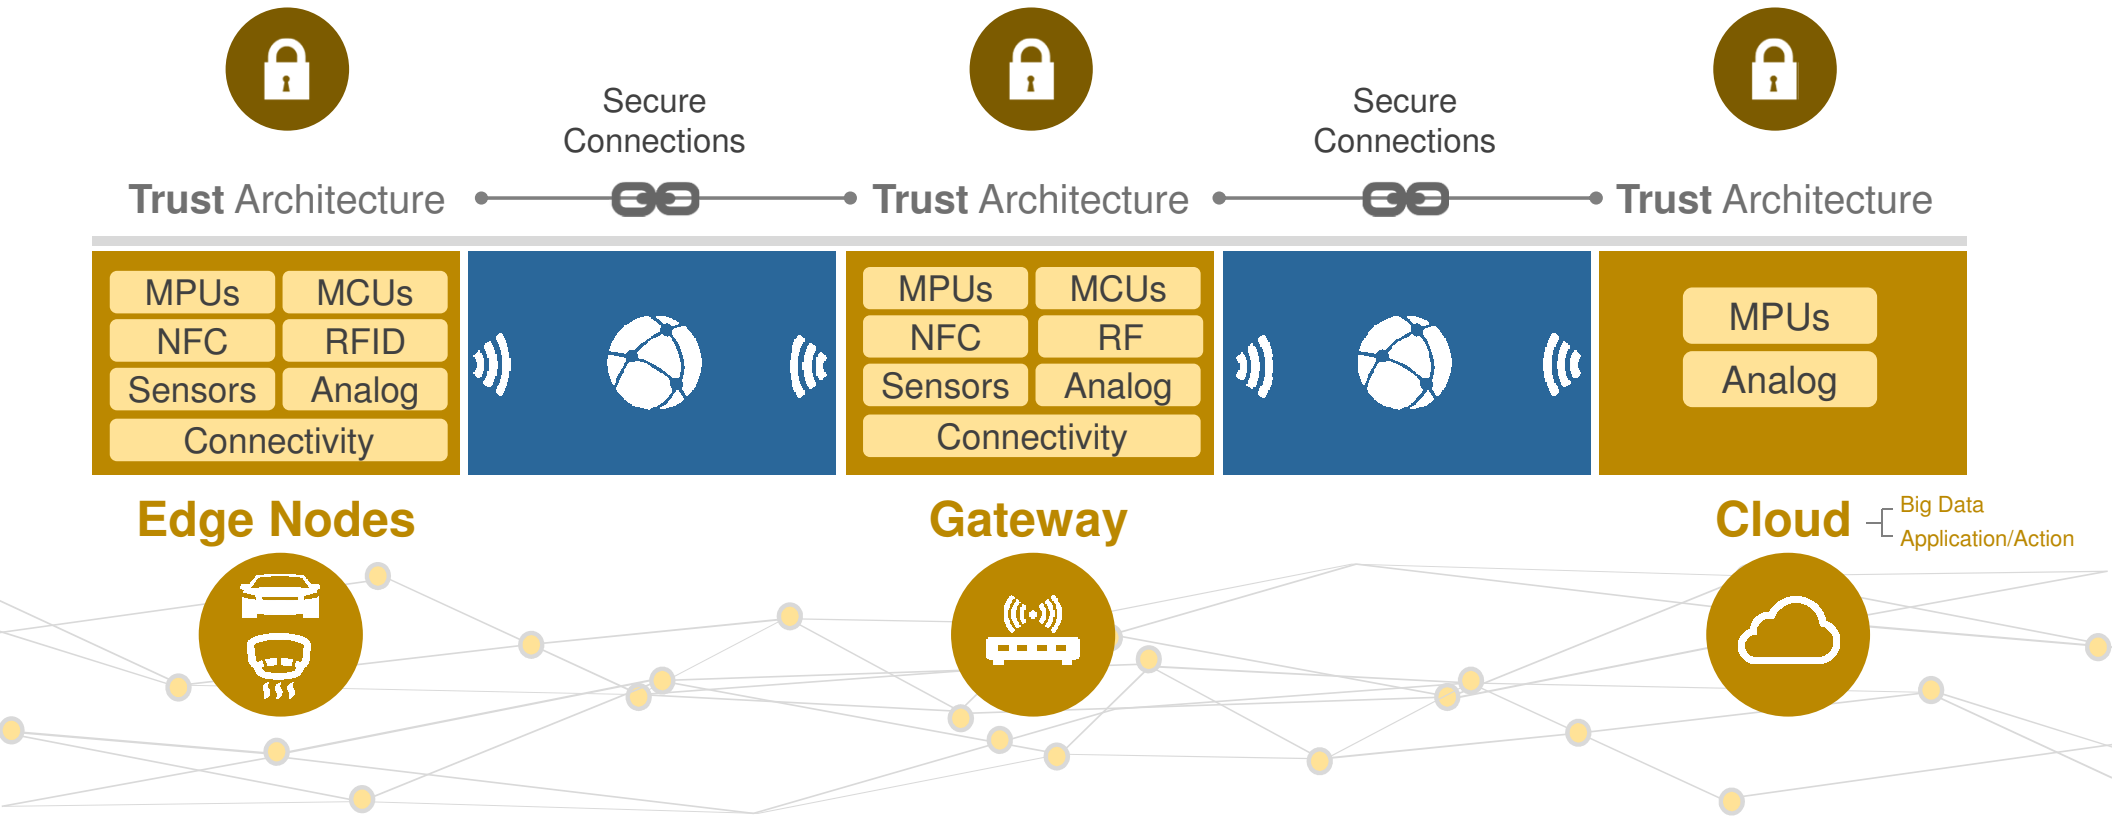 Secure
Connections
Secure
Connections
Trust Architecture
Trust Architecture
Trust Architecture
MPUs
MCUs
NFC
RFID
Sensors
Analog
Connectivity
MPUs
MCUs
NFC
RF
Sensors
Analog
Connectivity
MPUs
Analog
Edge Nodes
Gateway
Cloud
Big Data
Application/Action